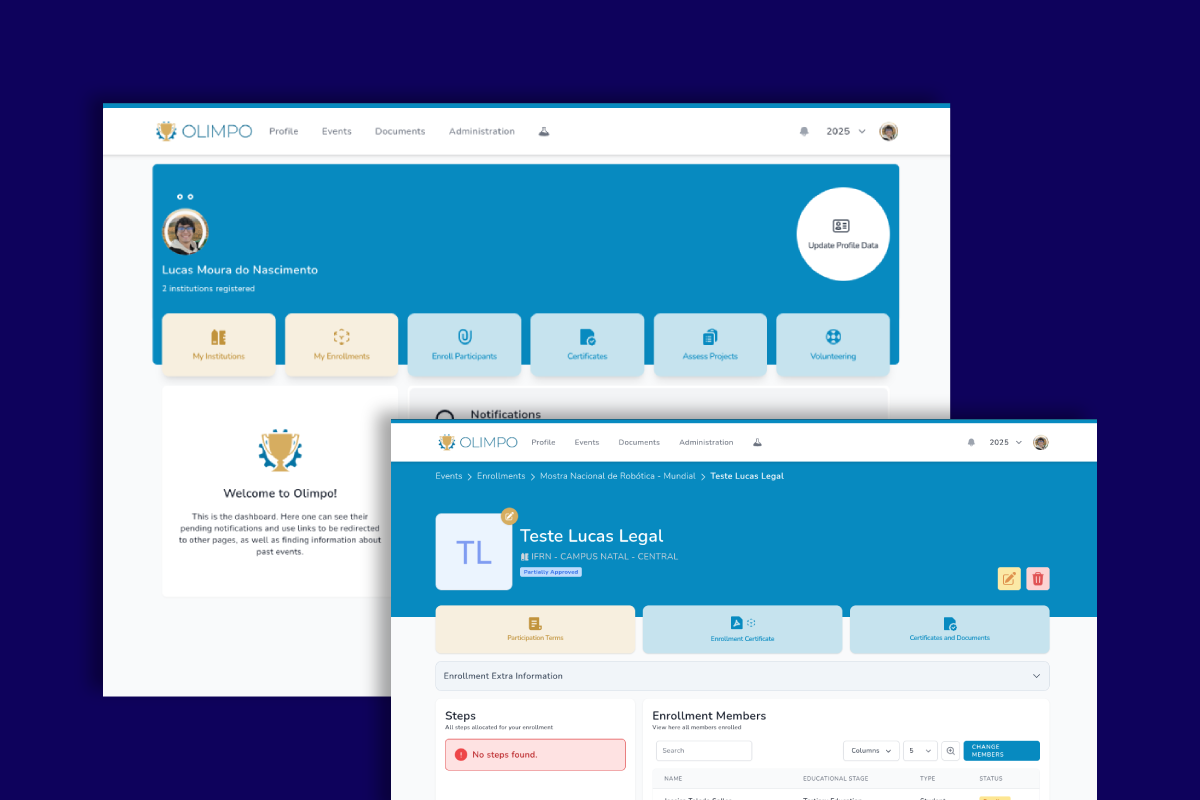 OLIMPO Profile Events Documents Administration 2025
Update Profile Data
Lucas Moura do Nascimento
2 institutions registered
My Institutions My Enrollments Enroll Participants Certificates Assess Projects Volunteering
Notifications
Welcome to Olimpo!
This is the dashboard. Here one can see their
pending notifications and use links to be redirected
to other pages, as well as finding information about
past events.
OLIMPO Profile Events Documents Administration 2025
Events > Enrollments > Mostra Nacional de Robótica - Mundial > Teste Lucas Legal
TL
Teste Lucas Legal
IFRN - CAMPUS NATAL - CENTRAL
Partially Approved
Participation Terms Enrollment Certificate Certificates and Documents
Enrollment Extra Information
Steps
All steps allocated for your enrollment
No steps found.
Enrollment Members
View here all members enrolled
Search Columns 5 CHANGE
MEMBERS
NAME EDUCATIONAL STAGE TYPE STATUS